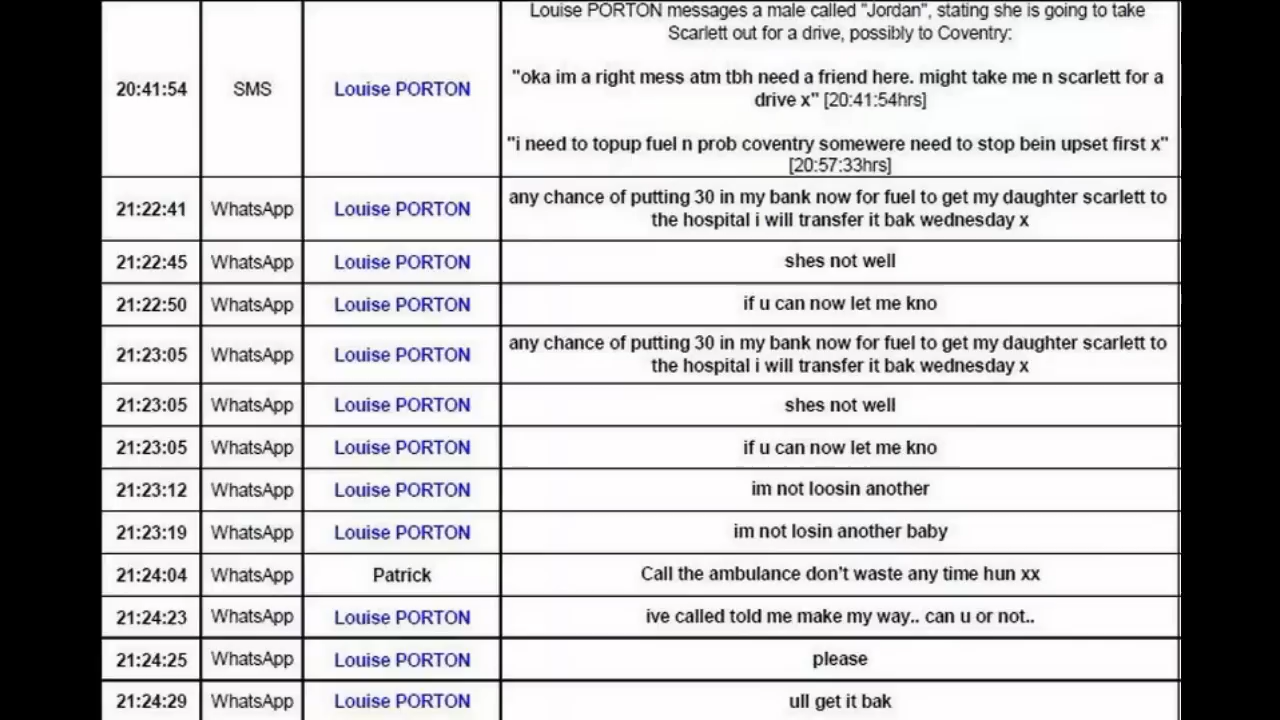 Louise PORTON messages a male called "Jordan", stating she is going to take
Scarlett out for a drive, possibly to Coventry:
20:41:54 SMS Louise PORTON
"oka im a right mess atm tbh need a friend here. might take me n scarlett for a
drive x" [20:41:54hrs]
"i need to topup fuel n prob coventry somewere need to stop bein upset first x"
[20:57:33hrs]
21:22:41 WhatsApp Louise PORTON any chance of putting 30 in my bank now for fuel to get my daughter scarlett to
the hospital i will transfer it bak wednesday x
21:22:45 WhatsApp Louise PORTON shes not well
21:22:50 WhatsApp Louise PORTON if u can now let me kno
21:23:05 WhatsApp Louise PORTON any chance of putting 30 in my bank now for fuel to get my daughter scarlett to
the hospital i will transfer it bak wednesday x
21:23:05 WhatsApp Louise PORTON shes not well
21:23:05 WhatsApp Louise PORTON if u can now let me kno
21:23:12 WhatsApp Louise PORTON im not loosin another
21:23:19 WhatsApp Louise PORTON im not losin another baby
21:24:04 WhatsApp Patrick Call the ambulance don't waste any time hun xx
21:24:23 WhatsApp Louise PORTON ive called told me make my way.. can u or not..
21:24:25 WhatsApp Louise PORTON please
21:24:29 WhatsApp Louise PORTON ull get it bak